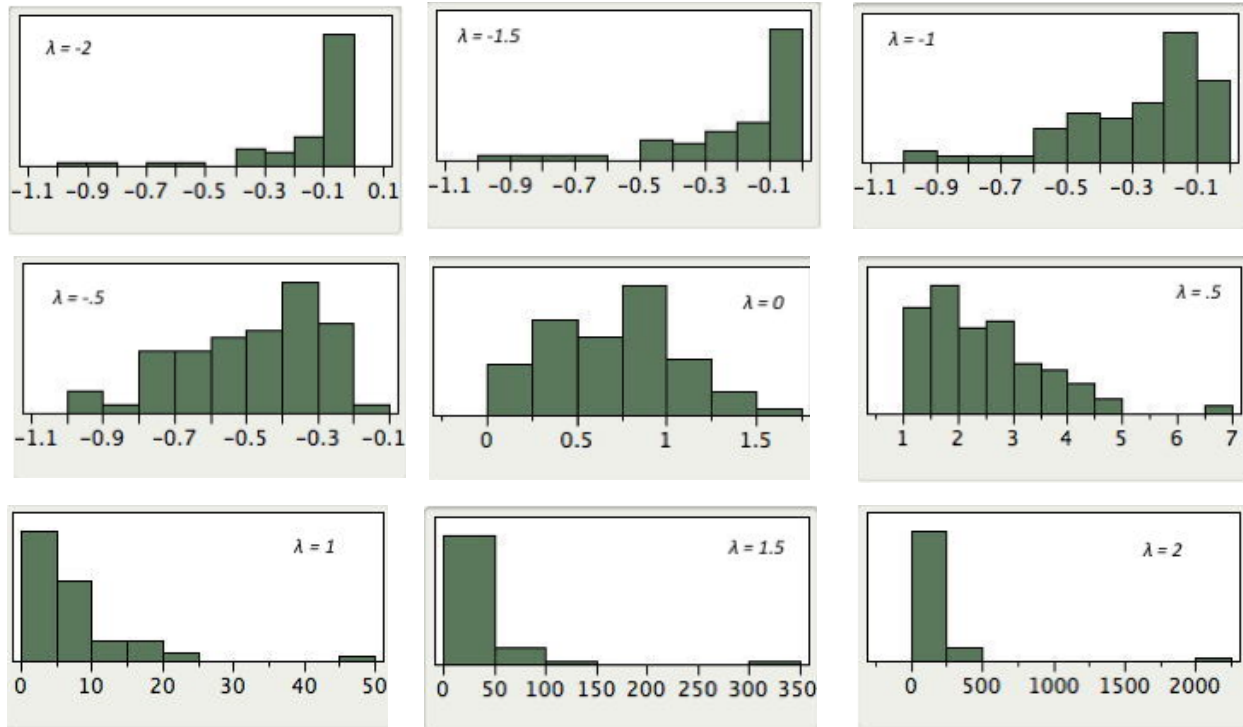 λ = -2
−1.1 −0.9 −0.7 −0.5 −0.3 −0.1 0.1
λ = -1.5
−1.1 −0.9 −0.7 −0.5 −0.3 −0.1
λ = -1
−1.1 −0.9 −0.7 −0.5 −0.3 −0.1
λ = -.5
−1.1 −0.9 −0.7 −0.5 −0.3 −0.1
λ = 0
0 0.5 1 1.5
λ = .5
1 2 3 4 5 6 7
λ = 1
0 10 20 30 40 50
λ = 1.5
0 50 100 150 200 250 300 350
λ = 2
0 500 1000 1500 2000